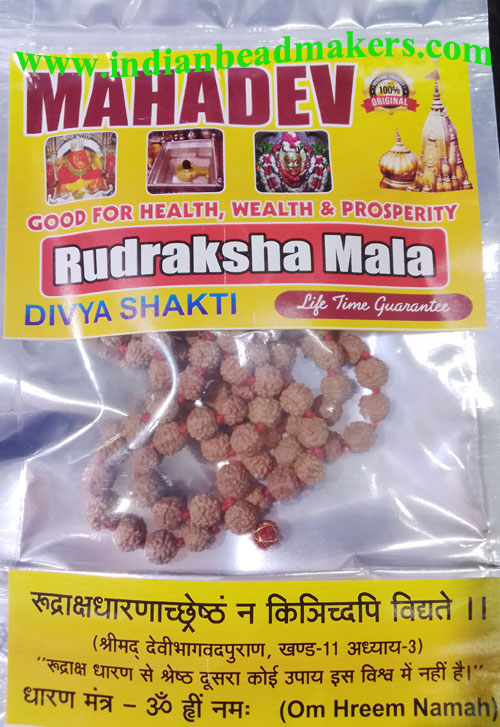 www.indianbeadmakers.com
MAHADEV
100%
ORIGINAL
GOOD FOR HEALTH, WEALTH & PROSPERITY
Rudraksha Mala
DIVYA SHAKTI
Life Time Guarantee
रूद्राक्षधारणाच्छ्रेष्ठं न किञ्चिदपि विद्यते ।।
(श्रीमद् देवीभागवदपुराण, खण्ड-11 अध्याय-3)
"रूद्राक्ष धारण से श्रेष्ठ दूसरा कोई उपाय इस विश्व में नहीं है।"
धारण मन्त्र - ॐ ह्रीं नमः (Om Hreem Namah)